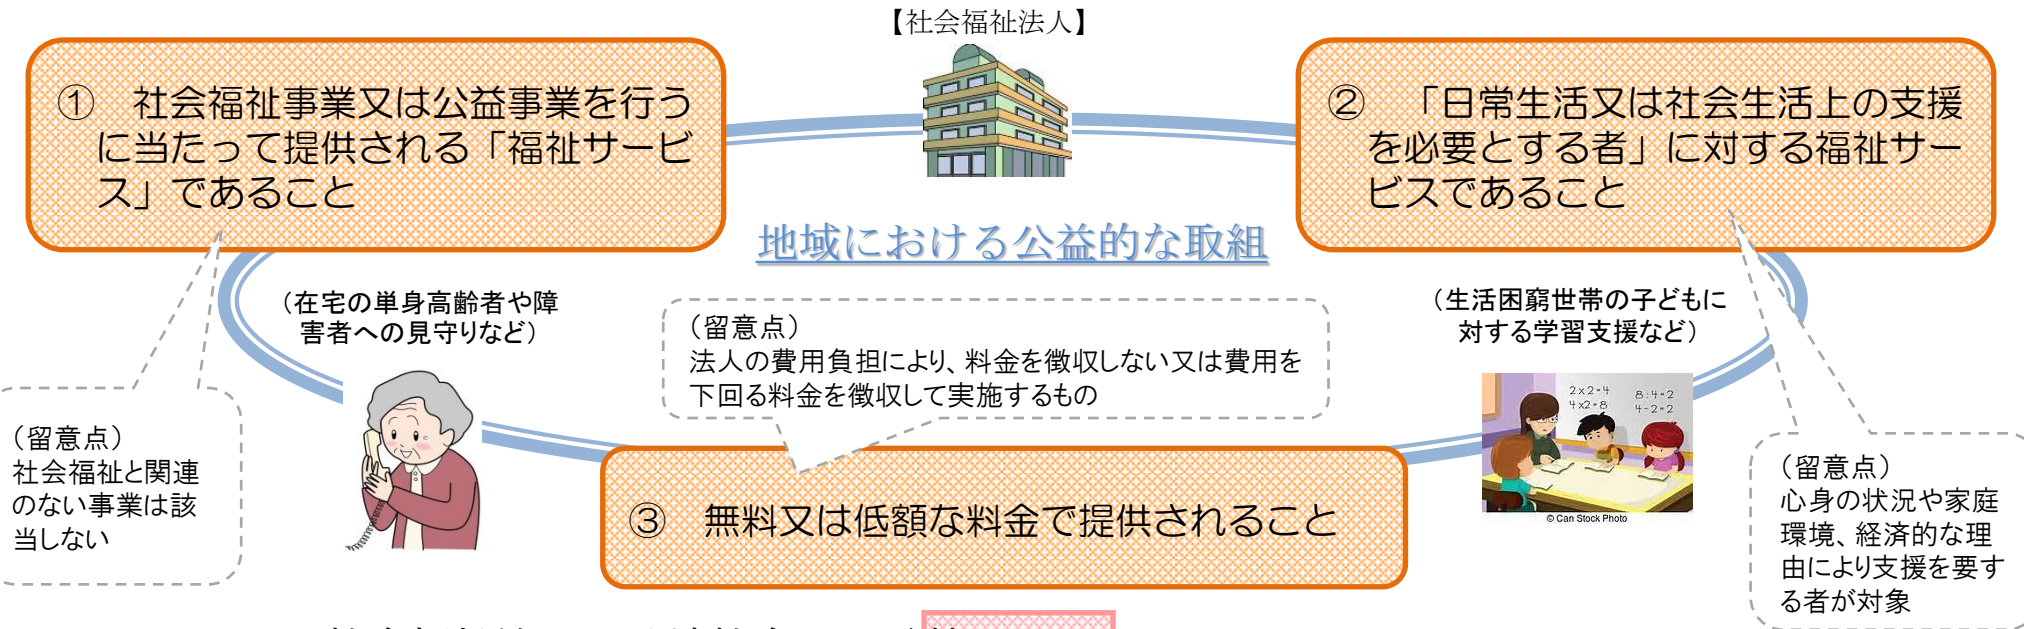 【社会福祉法人】
① 社会福祉事業又は公益事業を行う
に当たって提供される「福祉サービ
ス」であること
② 「日常生活又は社会生活上の支援
を必要とする者」に対する福祉サー
ビスであること
地域における公益的な取組
（在宅の単身高齢者や障
害者への見守りなど）
（留意点）
法人の費用負担により、料金を徴収しない又は費用を
下回る料金を徴収して実施するもの
（生活困窮世帯の子どもに
対する学習支援など）
2x2=4
4x2=8
8:4=2
4-2=2
© Can Stock Photo
（留意点）
社会福祉と関連
のない事業は該
当しない
③ 無料又は低額な料金で提供されること
（留意点）
心身の状況や家庭
環境、経済的な理
由により支援を要す
る者が対象